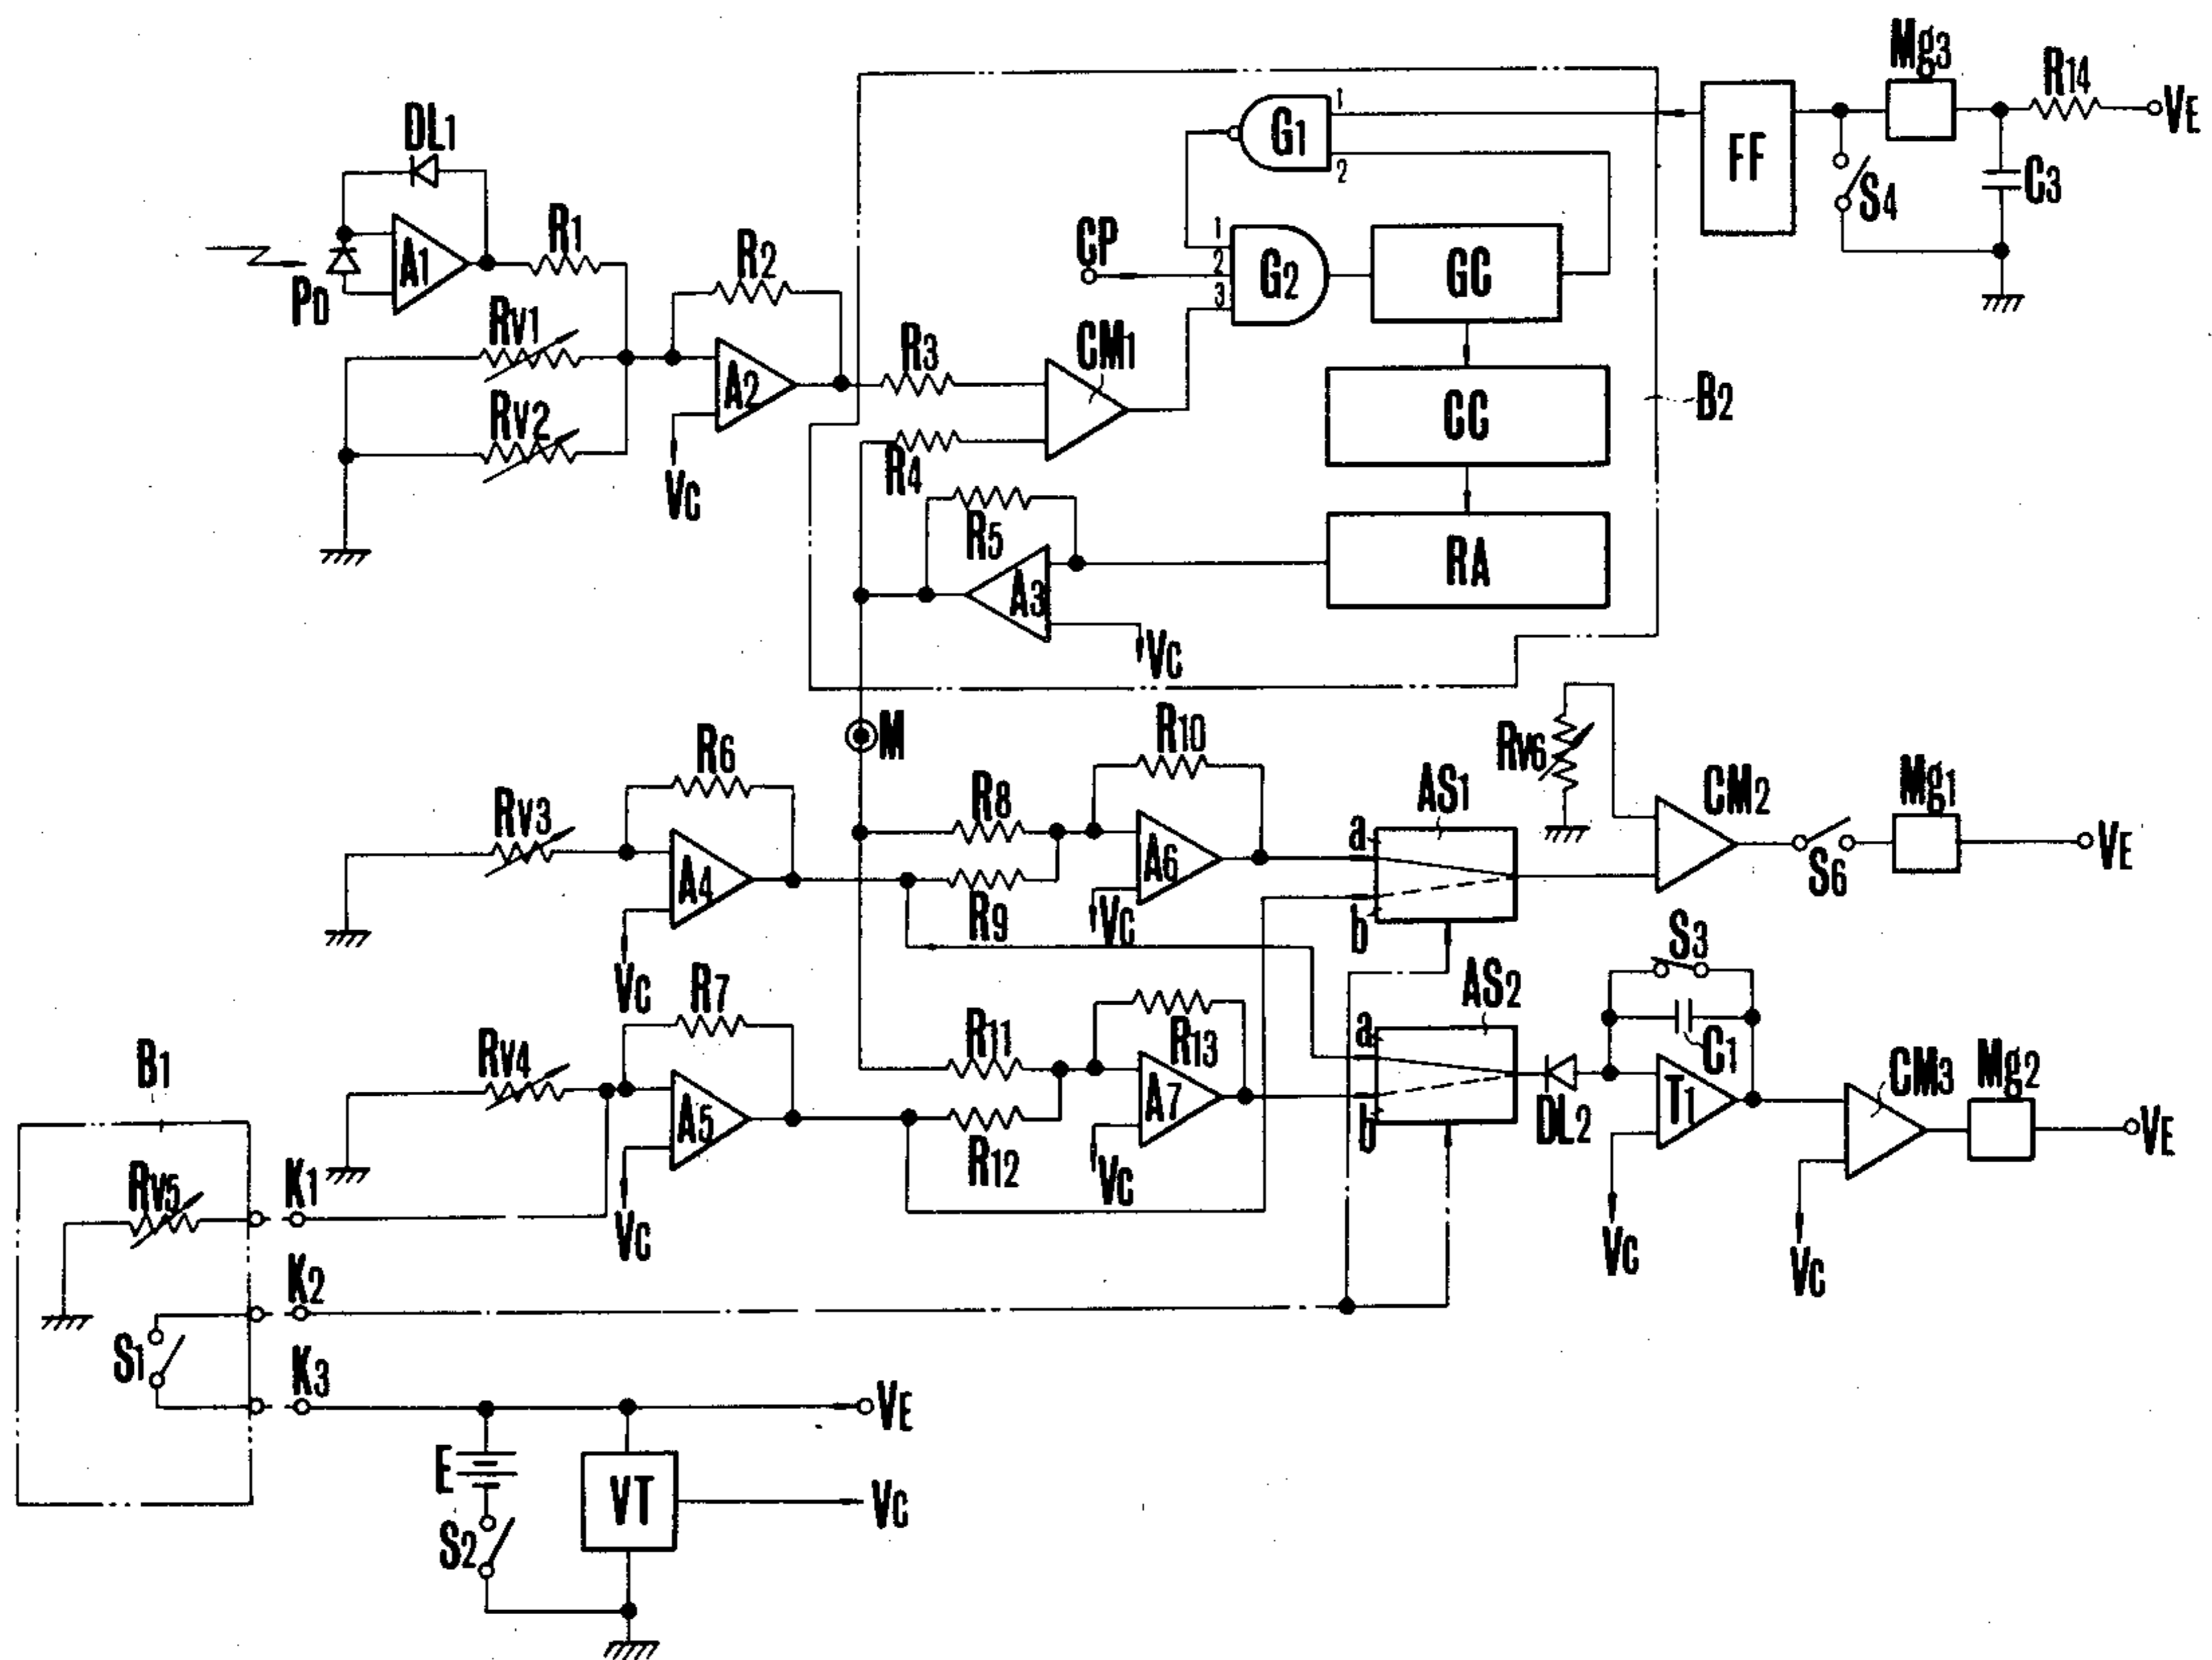 Mg3
R14
VE
DL1
G1
1
2
FF
S4
C3
A1
R1
R2
PD
Rv1
CP
1
2
3
G2
GC
R3
CM1
A2
Rv2
CC
B2
VC
R4
R5
RA
A3
VC
M
R10
Rv6
R6
R8
AS1
CM2
Mg1
Rv3
a
VE
A4
A6
S6
R9
VC
b
S3
VC
R7
AS2
R11
a
R13
C1
B1
Rv4
A7
T1
CM3
Mg2
A5
b
DL2
VE
R12
VC
Rv5
K1
VC
VC
VC
K2
S1
K3
VE
E
VT
VC
S2